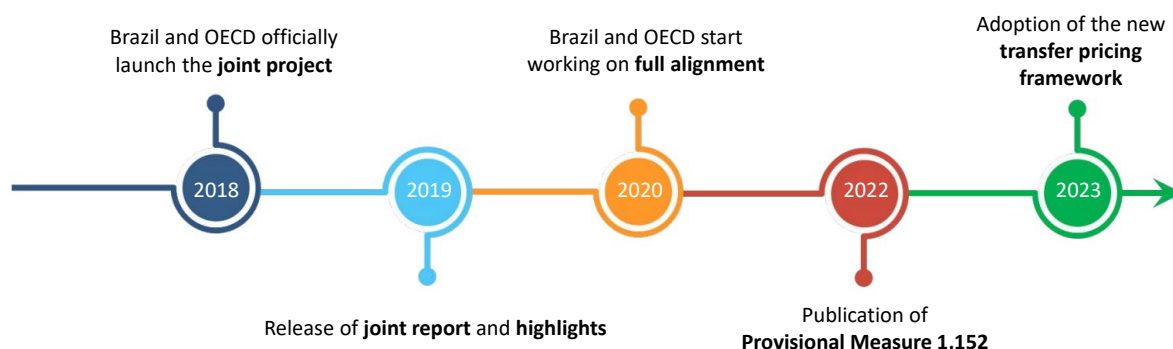 Brazil and OECD officially
launch the joint project
2018
2019
Release of joint report and highlights
Brazil and OECD start
working on full alignment
2020
2022
Publication of
Provisional Measure 1,152
Adoption of the new
transfer pricing
framework
2023